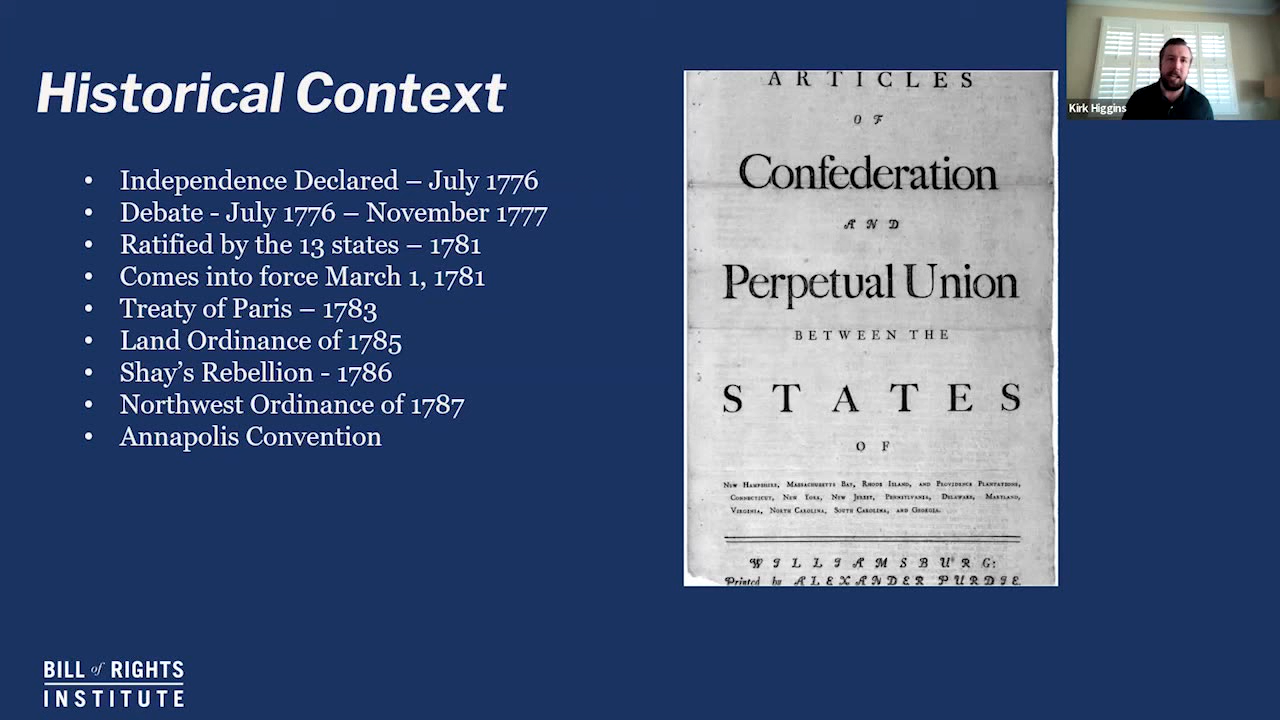 Historical Context
• Independence Declared – July 1776
• Debate - July 1776 – November 1777
• Ratified by the 13 states – 1781
• Comes into force March 1, 1781
• Treaty of Paris – 1783
• Land Ordinance of 1785
• Shay’s Rebellion - 1786
• Northwest Ordinance of 1787
• Annapolis Convention
ARTICLES
OF
Confederation
AND
Perpetual Union
BETWEEN THE
STATES
OF
New Hampshire, Massachusetts Bay, Rhode Island, and Providence Plantations,
Connecticut, New York, New Jersey, Pennsylvania, Delaware, Maryland,
Virginia, North Carolina, South Carolina, and Georgia.
WILLIAMSBURG:
Printed by ALEXANDER PURDIE.
Kirk Higgins
BILL of RIGHTS
INSTITUTE